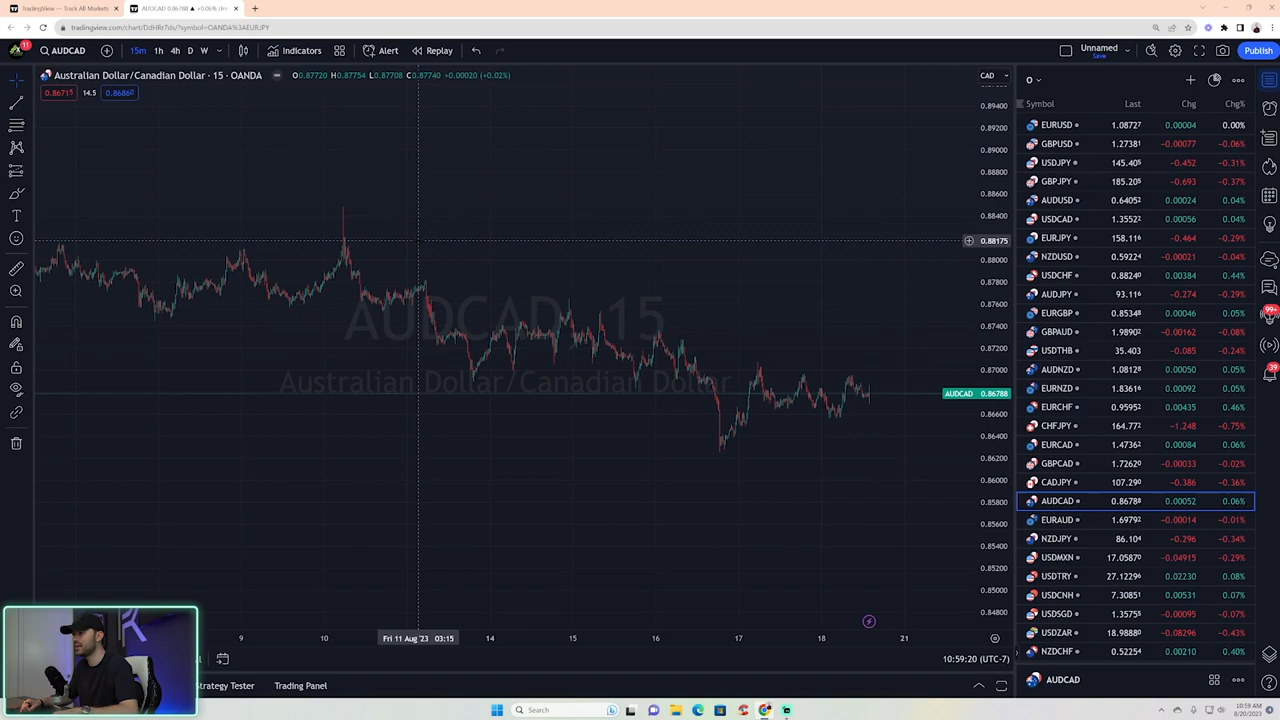 TradingView — Track All Markets
AUDCAD 0.86788 ▲ +0.06% Un
tradingview.com/chart/DdHRr7ds/?symbol=OANDA%3AEURJPY
11
AUDCAD
15m 1h 4h D W
Indicators
Alert
Replay
Unnamed
Save
Publish
Australian Dollar/Canadian Dollar · 15 · OANDA
O0.87720 H0.87754 L0.87708 C0.87740 +0.00020 (+0.02%)
0.86715 14.5 0.86860
CAD
0.89400
0.89200
0.89000
0.88800
0.88600
0.88400
0.88175
0.88000
0.87800
0.87600
0.87400
0.87200
0.87000
AUDCAD 0.86788
0.86600
0.86400
0.86200
0.86000
0.85800
0.85600
0.85400
0.85200
0.85000
0.84800
AUDCAD, 15
Australian Dollar/Canadian Dollar
9 10 Fri 11 Aug '23 03:15 14 15 16 17 18 21
10:59:20 (UTC-7)
Strategy Tester
Trading Panel
O
Symbol Last Chg Chg%
EURUSD 1.08727 0.00004 0.00%
GBPUSD 1.27381 −0.00077 −0.06%
USDJPY 145.405 −0.452 −0.31%
GBPJPY 185.205 −0.693 −0.37%
AUDUSD 0.64052 0.00024 0.04%
USDCAD 1.35522 0.00056 0.04%
EURJPY 158.116 −0.464 −0.29%
NZDUSD 0.59224 −0.00021 −0.04%
USDCHF 0.88240 0.00384 0.44%
AUDJPY 93.116 −0.274 −0.29%
EURGBP 0.85348 0.00046 0.05%
GBPAUD 1.98902 −0.00162 −0.08%
USDTHB 35.403 −0.085 −0.24%
AUDNZD 1.08128 0.00050 0.05%
EURNZD 1.83616 0.00092 0.05%
EURCHF 0.95952 0.00435 0.46%
CHFJPY 164.772 −1.248 −0.75%
EURCAD 1.47362 0.00084 0.06%
GBPCAD 1.72620 −0.00033 −0.02%
CADJPY 107.290 −0.386 −0.36%
AUDCAD 0.86788 0.00052 0.06%
EURAUD 1.69792 −0.00014 −0.01%
NZDJPY 86.104 −0.296 −0.34%
USDMXN 17.05870 −0.04915 −0.29%
USDTRY 27.12296 0.02230 0.08%
USDCNH 7.30851 0.00531 0.07%
USDSGD 1.35755 −0.00095 −0.07%
USDZAR 18.98880 −0.08296 −0.43%
NZDCHF 0.52254 0.00210 0.40%
AUDCAD
99+
39
Search
10:59 AM
8/20/2023